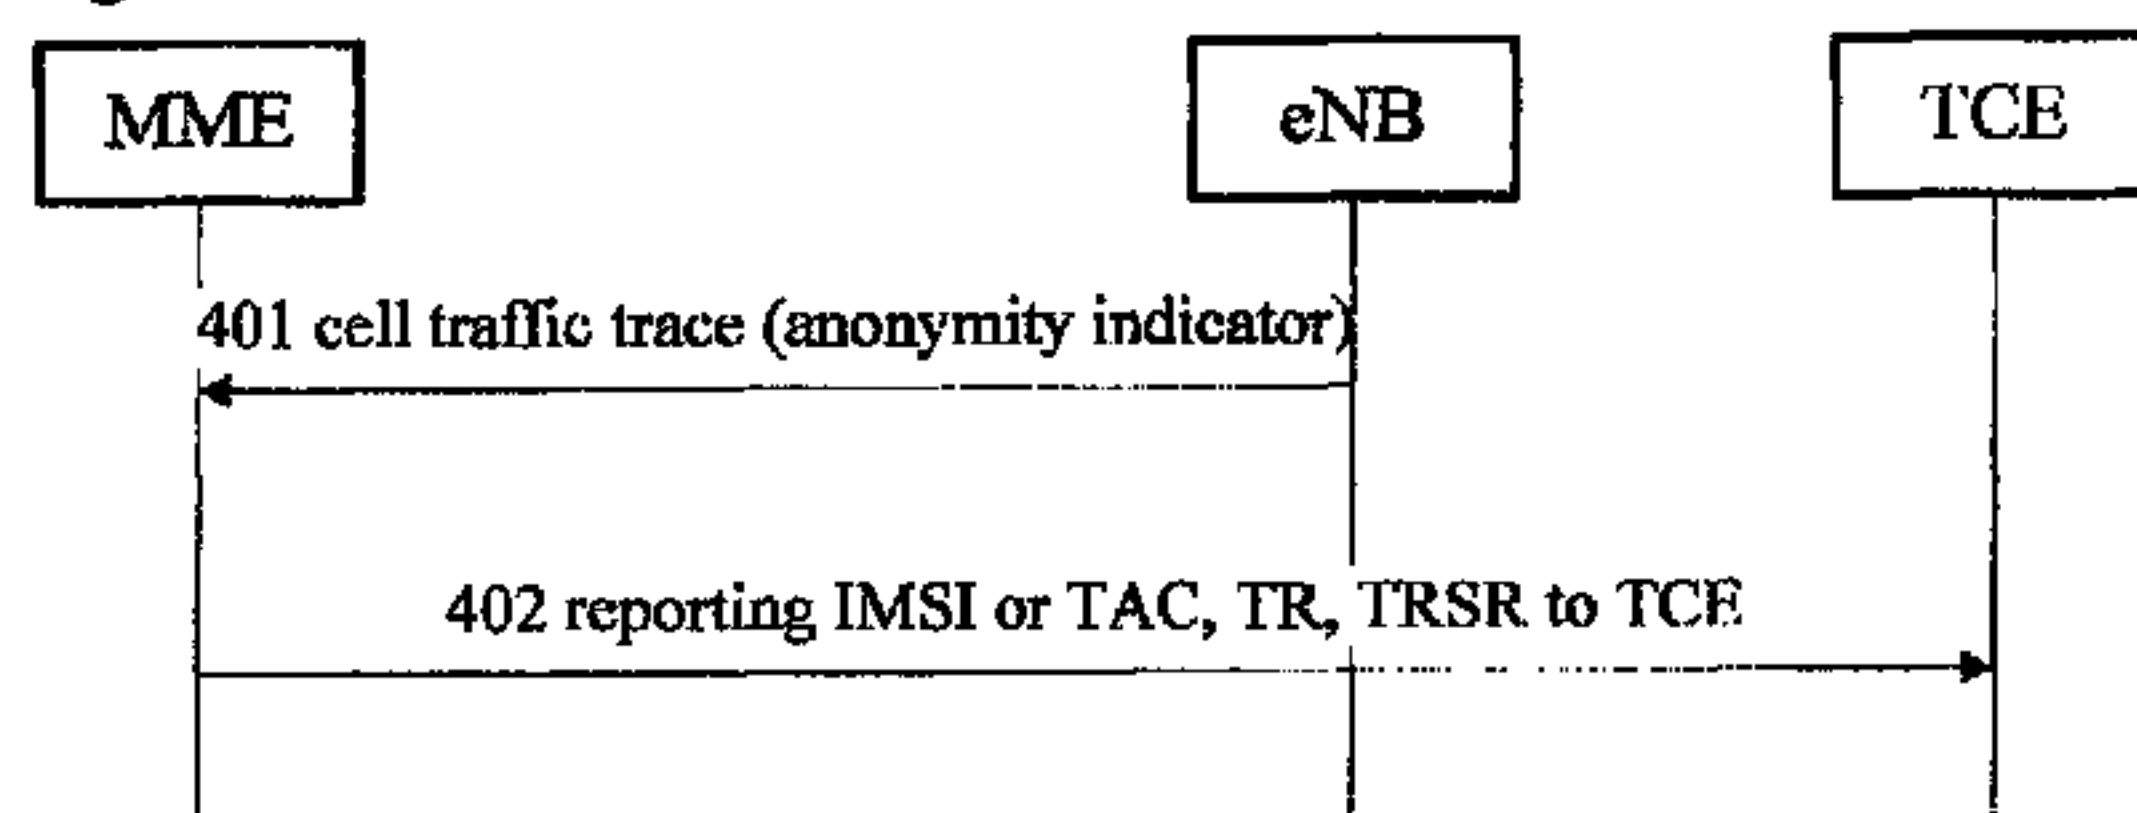 MME
eNB
TCE
401 cell traffic trace (anonymity indicator)
402 reporting IMSI or TAC, TR, TRSR to TCE